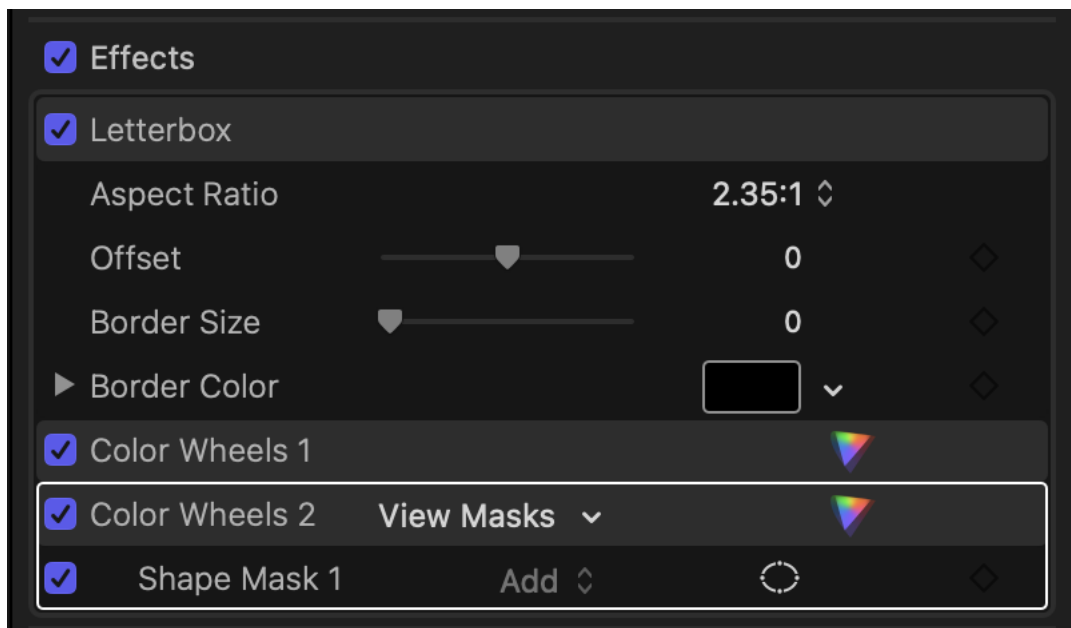 Effects
Letterbox
Aspect Ratio 2.35:1
Offset 0
Border Size 0
Border Color
Color Wheels 1
Color Wheels 2 View Masks
Shape Mask 1 Add